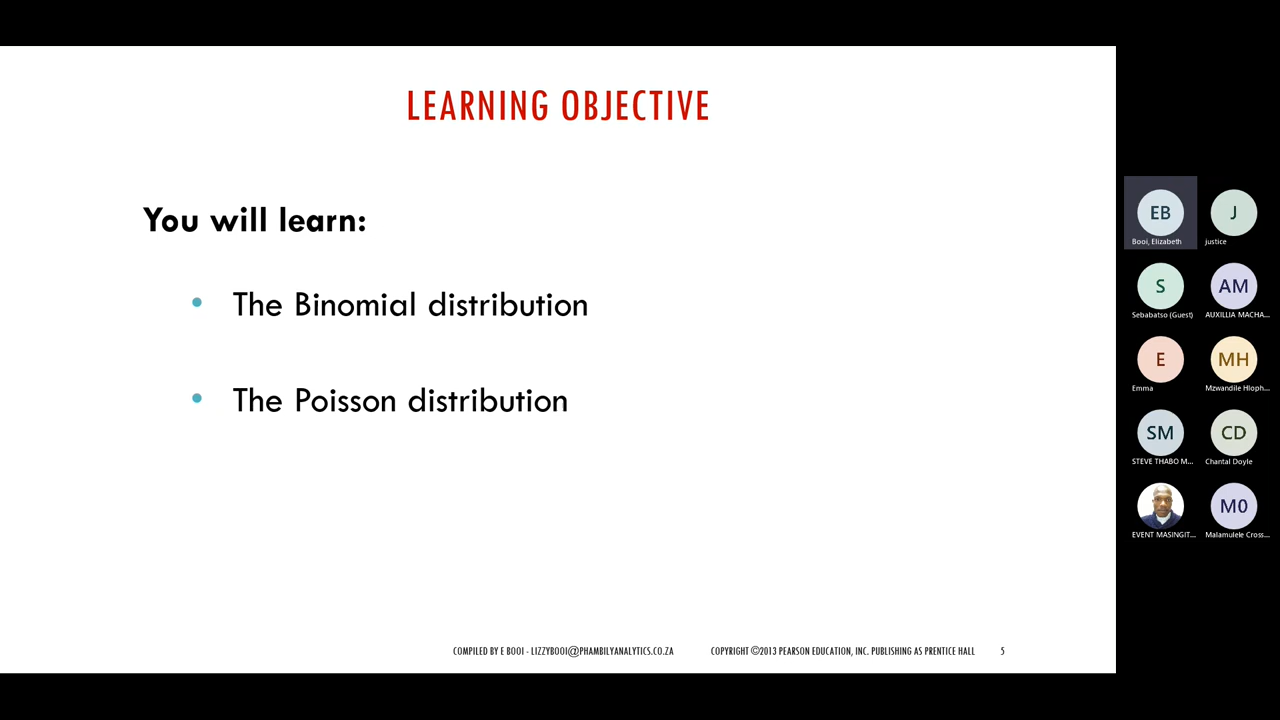 LEARNING OBJECTIVE
You will learn:
• The Binomial distribution
• The Poisson distribution
COMPILED BY E BOOI - LIZZYBOOI@PHAMBILYANALYTICS.CO.ZA COPYRIGHT ©2013 PEARSON EDUCATION, INC. PUBLISHING AS PRENTICE HALL 5
EB J
Booi, Elizabeth justice
S AM
Sebabatso (Guest) AUXILLIA MACHA...
E MH
Emma Mzwandile Hloph...
SM CD
STEVE THABO M... Chantal Doyle
M0
EVENT MASINGIT... Malamulele Cross...